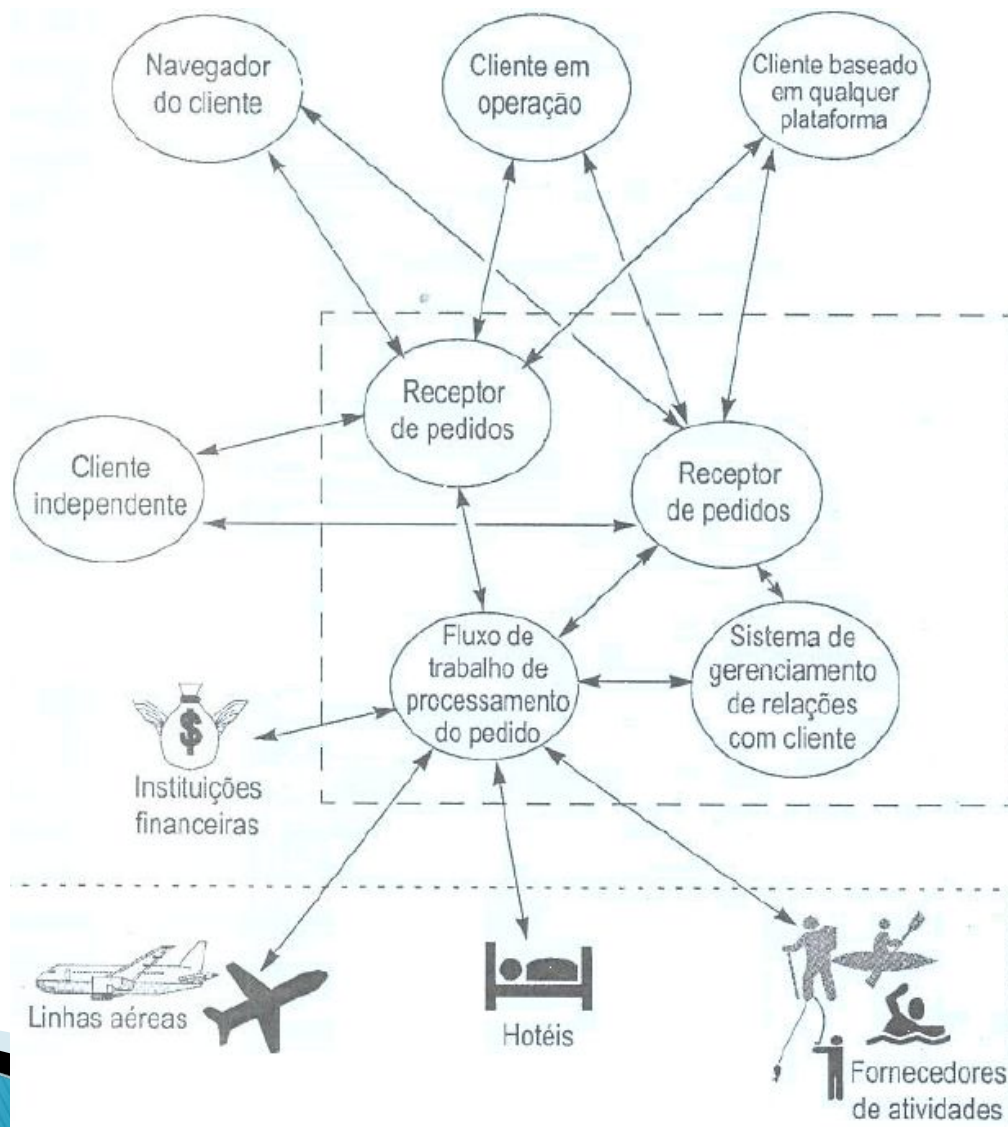 Navegador
do cliente
Cliente em
operação
Cliente baseado
em qualquer
plataforma
Receptor
de pedidos
Cliente
independente
Receptor
de pedidos
Fluxo de
trabalho de
processamento
do pedido
Sistema de
gerenciamento
de relações
com cliente
$
Instituições
financeiras
Linhas aéreas
Hotéis
Fornecedores
de atividades